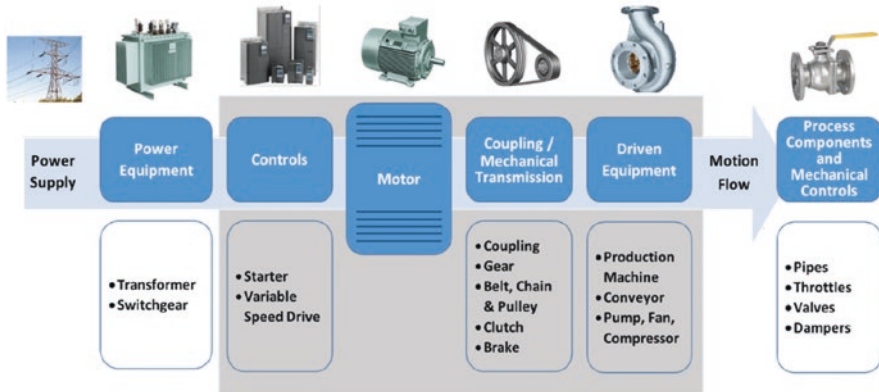 Power
Supply
Power
Equipment
Controls
Motor
Coupling /
Mechanical
Transmission
Driven
Equipment
Motion
Flow
Process
Components
and
Mechanical
Controls
• Transformer
• Switchgear
• Starter
• Variable
Speed Drive
• Coupling
• Gear
• Belt, Chain
& Pulley
• Clutch
• Brake
• Production
Machine
• Conveyor
• Pump, Fan,
Compressor
• Pipes
• Throttles
• Valves
• Dampers